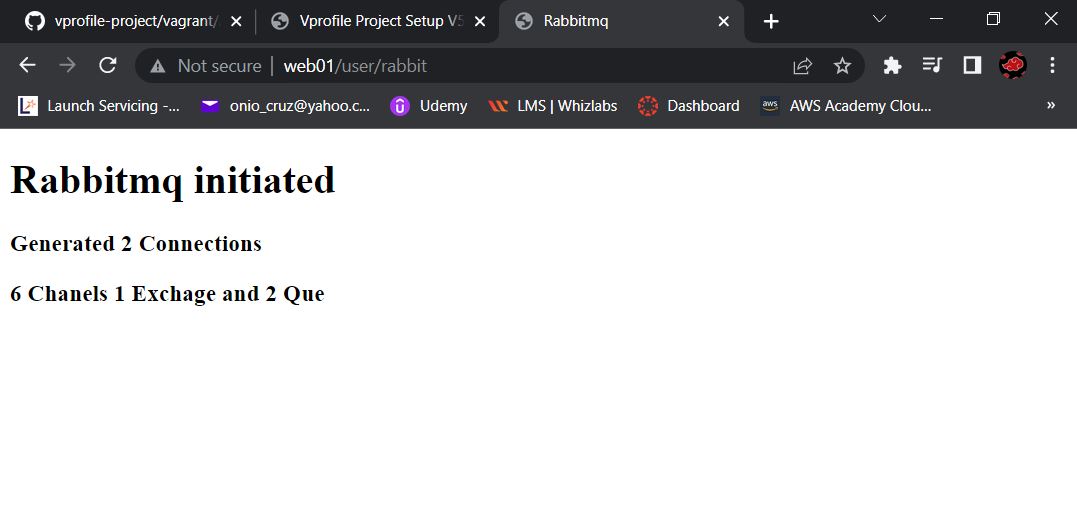 vprofile-project/vagrant/
Vprofile Project Setup V5
Rabbitmq
Not secure
web01/user/rabbit
Launch Servicing -...
onio_cruz@yahoo.c...
Udemy
LMS | Whizlabs
Dashboard
aws
AWS Academy Clou...
»
Rabbitmq initiated
Generated 2 Connections
6 Chanels 1 Exchage and 2 Que